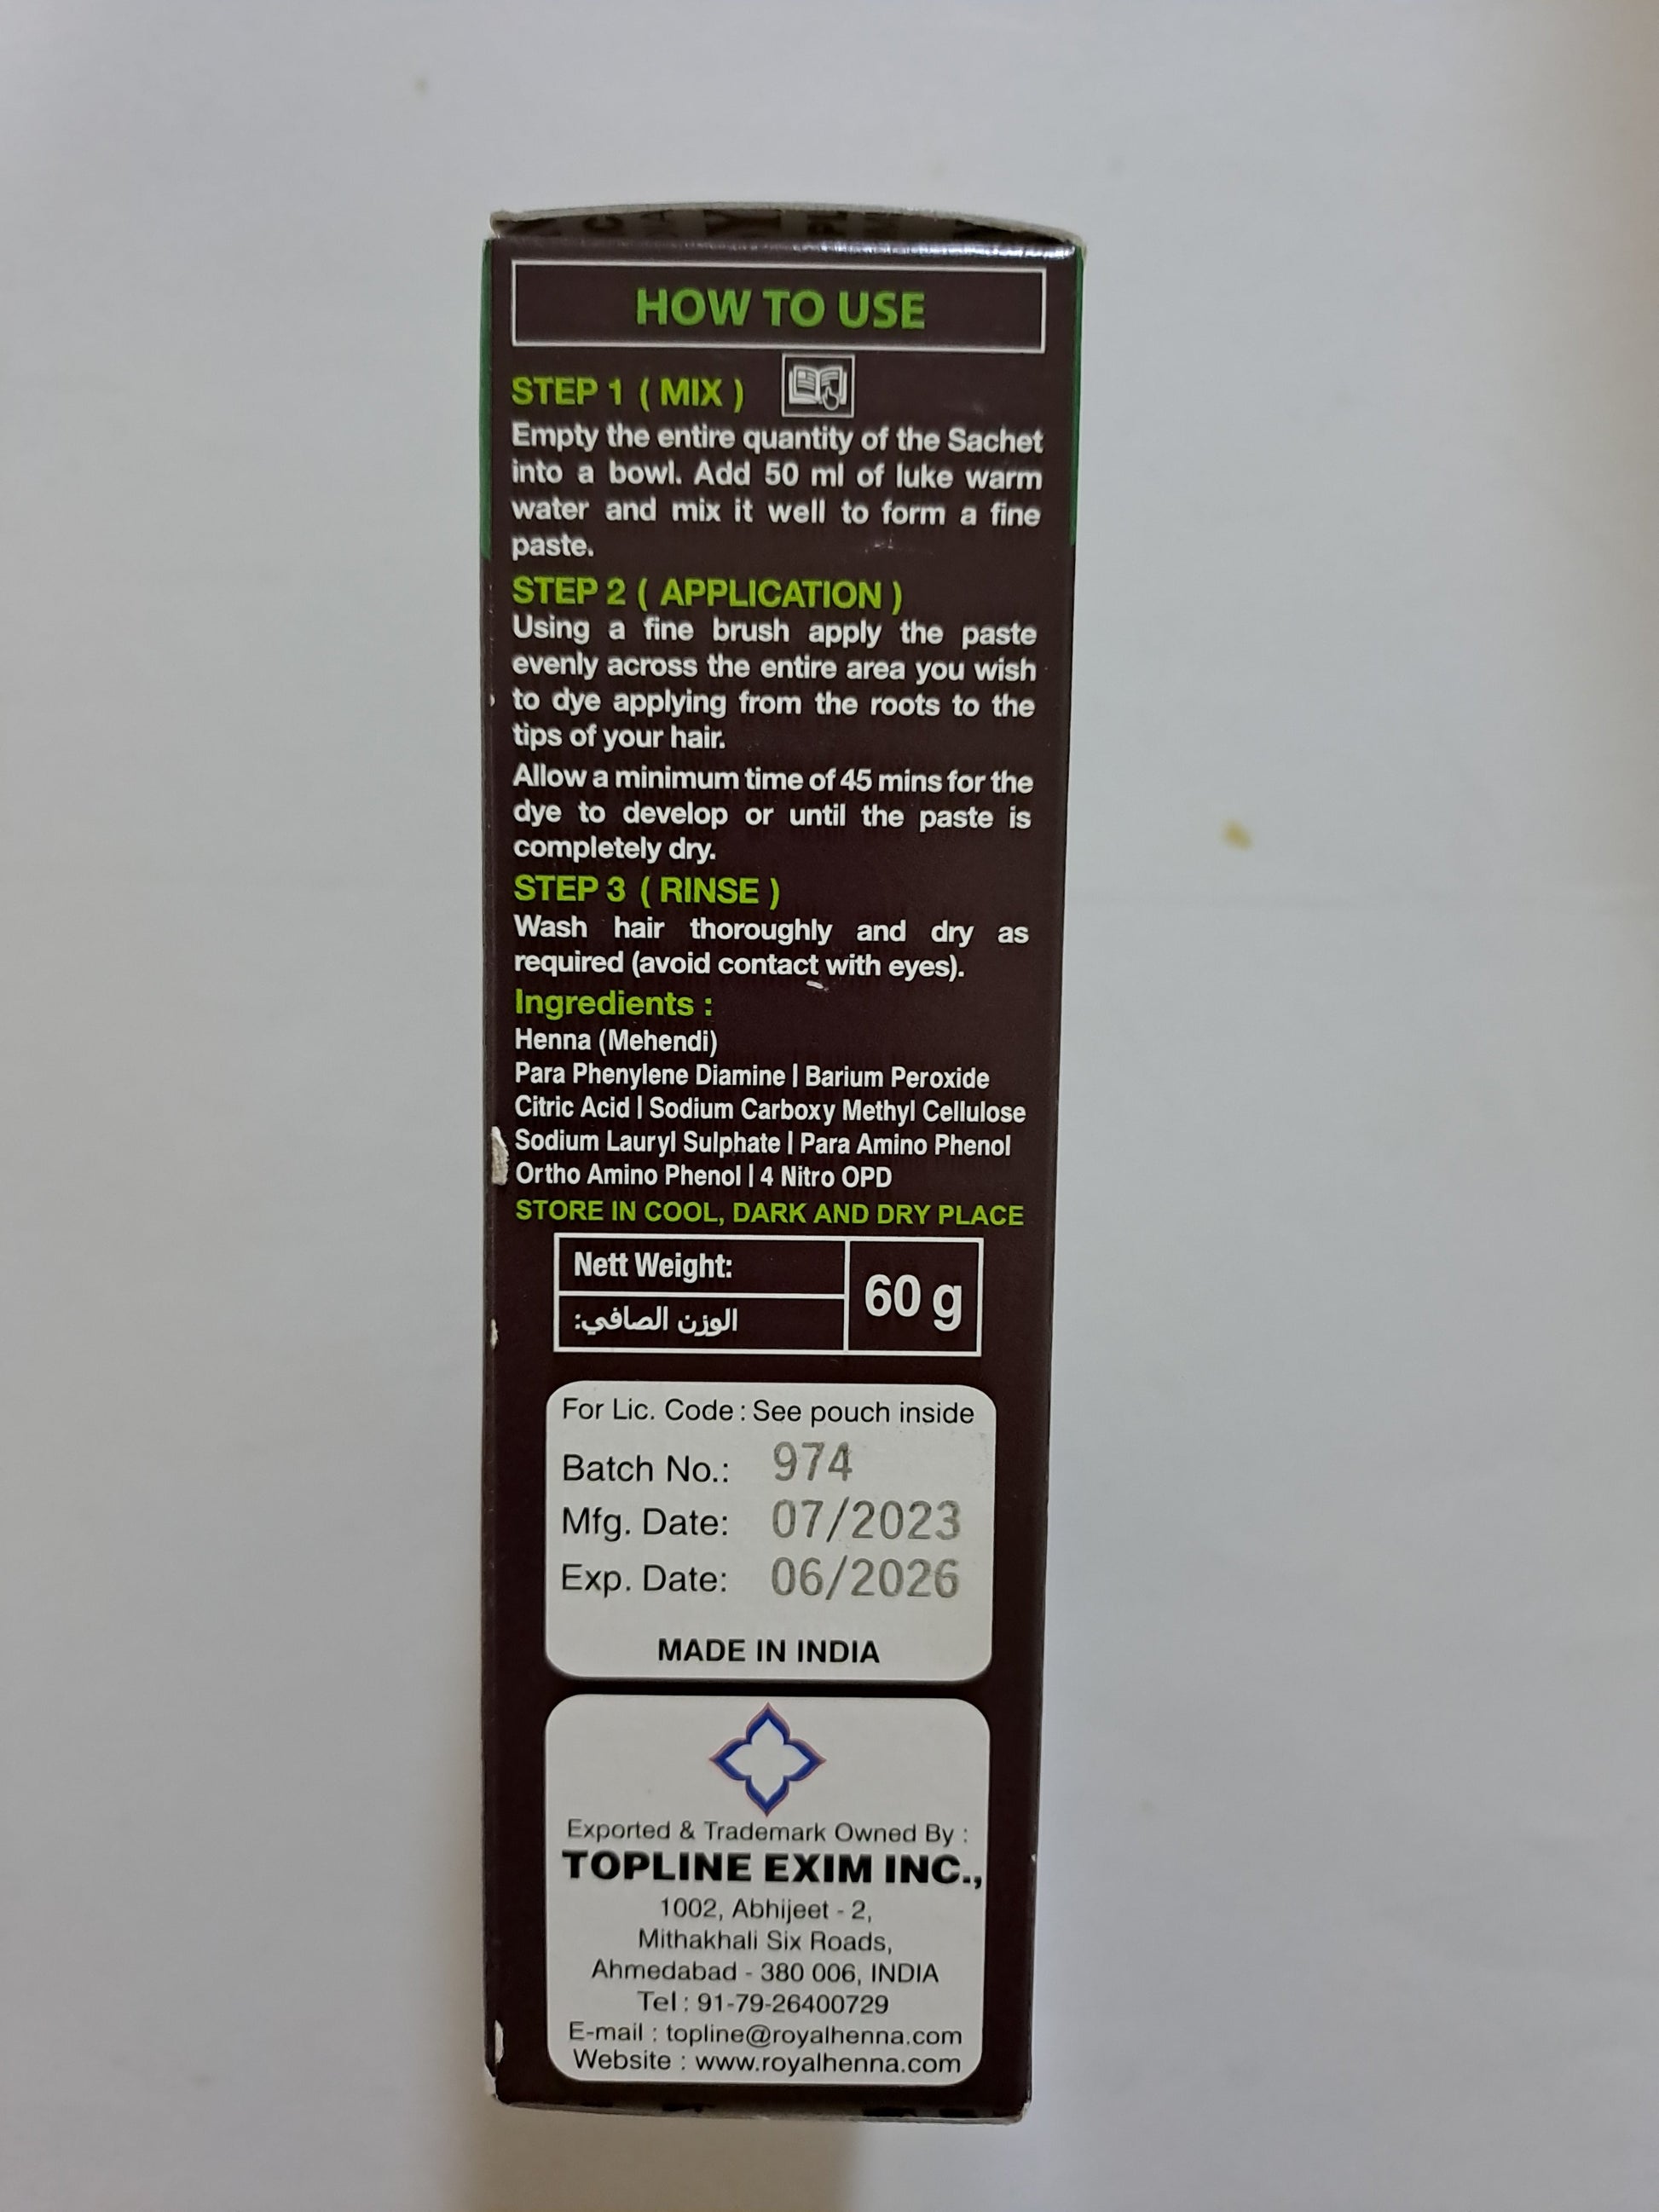 HOW TO USE
STEP 1 ( MIX )
Empty the entire quantity of the Sachet
into a bowl. Add 50 ml of luke warm
water and mix it well to form a fine
paste.
STEP 2 ( APPLICATION )
Using a fine brush apply the paste
evenly across the entire area you wish
to dye applying from the roots to the
tips of your hair.
Allow a minimum time of 45 mins for the
dye to develop or until the paste is
completely dry.
STEP 3 ( RINSE )
Wash hair thoroughly and dry as
required (avoid contact with eyes).
Ingredients :
Henna (Mehendi)
Para Phenylene Diamine | Barium Peroxide
Citric Acid | Sodium Carboxy Methyl Cellulose
Sodium Lauryl Sulphate | Para Amino Phenol
Ortho Amino Phenol | 4 Nitro OPD
STORE IN COOL, DARK AND DRY PLACE
Nett Weight:
60 g
الوزن الصافي:
For Lic. Code : See pouch inside
Batch No.: 974
Mfg. Date: 07/2023
Exp. Date: 06/2026
MADE IN INDIA
Exported & Trademark Owned By :
TOPLINE EXIM INC.,
1002, Abhijeet - 2,
Mithakhali Six Roads,
Ahmedabad - 380 006, INDIA
Tel : 91-79-26400729
E-mail : topline@royalhenna.com
Website : www.royalhenna.com